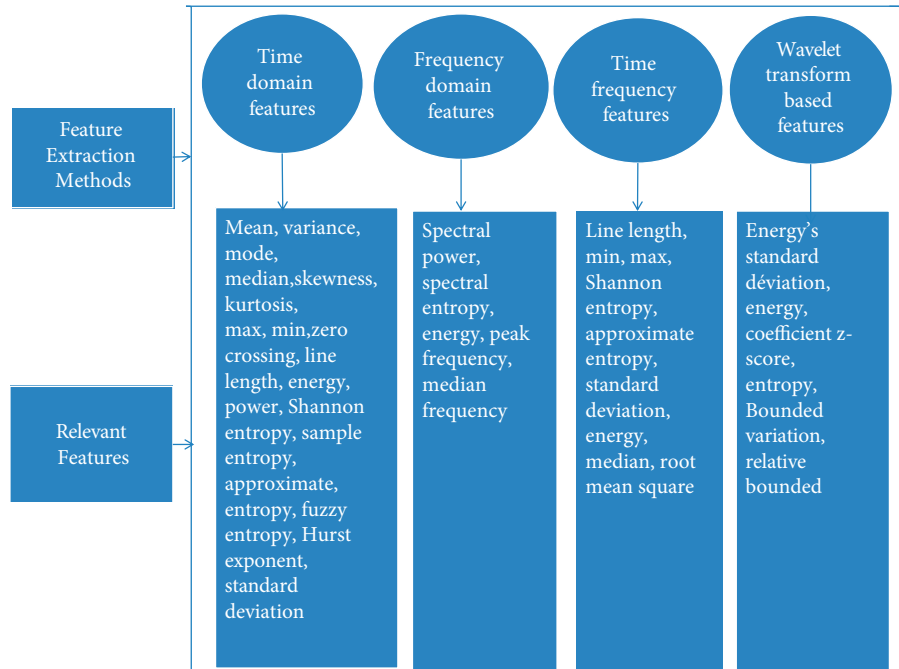 Feature
Extraction
Methods
Time
domain
features
Frequency
domain
features
Time
frequency
features
Wavelet
transform
based
features
Relevant
Features
Mean, variance,
mode,
median,skewness,
kurtosis,
max, min,zero
crossing, line
length, energy,
power, Shannon
entropy, sample
entropy,
approximate,
entropy, fuzzy
entropy, Hurst
exponent,
standard
deviation
Spectral
power,
spectral
entropy,
energy, peak
frequency,
median
frequency
Line length,
min, max,
Shannon
entropy,
approximate
entropy,
standard
deviation,
energy,
median, root
mean square
Energy’s
standard
déviation,
energy,
coefficient z-
score,
entropy,
Bounded
variation,
relative
bounded